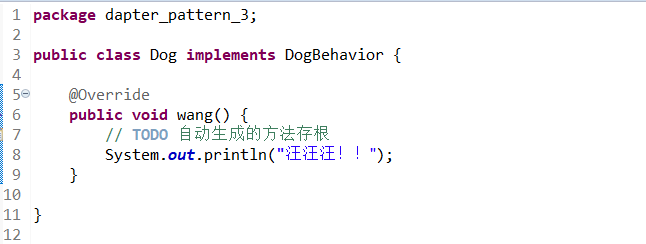 1 package dapter_pattern_3;
2
3 public class Dog implements DogBehavior {
4
5     @Override
6     public void wang() {
7         // TODO 自动生成的方法存根
8         System.out.println("汪汪汪！！");
9     }
10
11 }
12